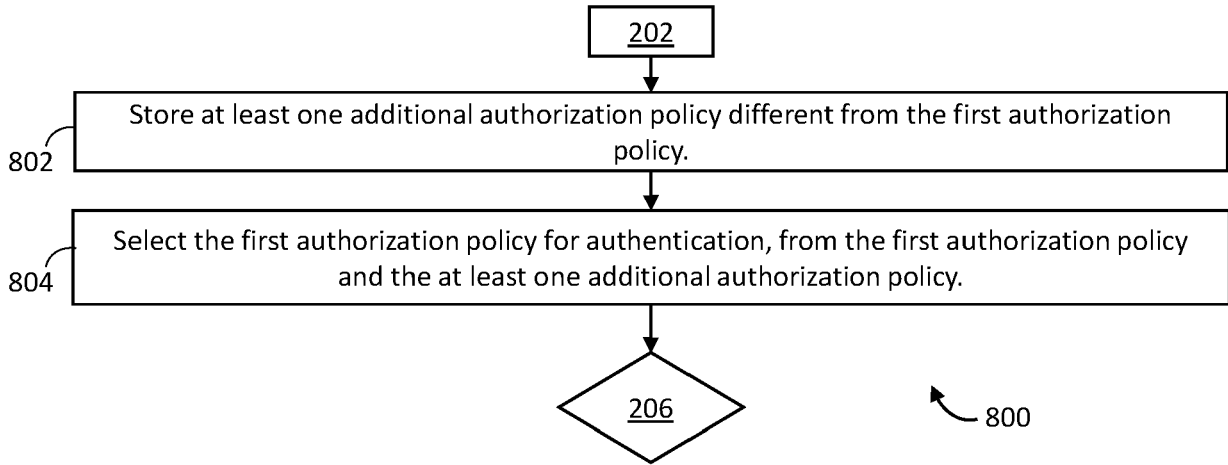 202
Store at least one additional authorization policy different from the first authorization
policy.
802
Select the first authorization policy for authentication, from the first authorization policy
and the at least one additional authorization policy.
804
206
800